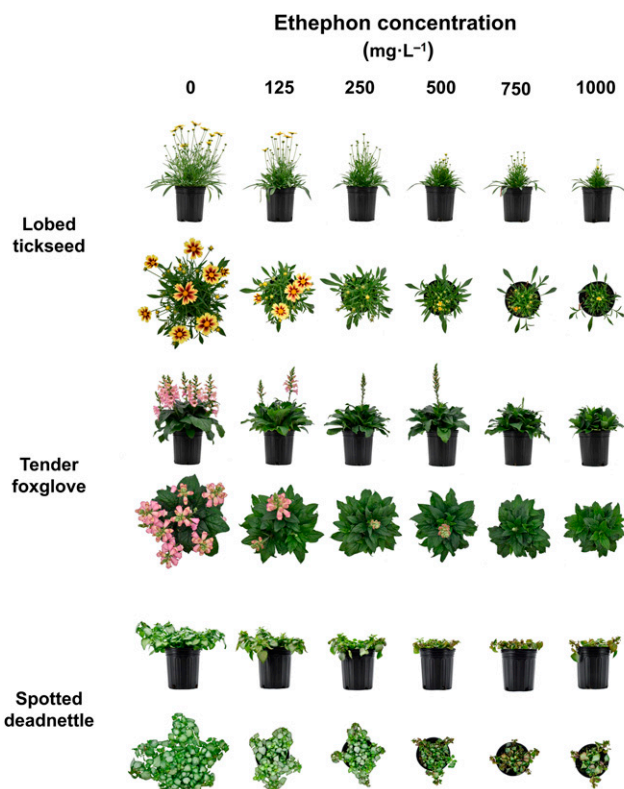 Ethephon concentration
(mg·L⁻¹)
0 125 250 500 750 1000
Lobed
tickseed
Tender
foxglove
Spotted
deadnettle